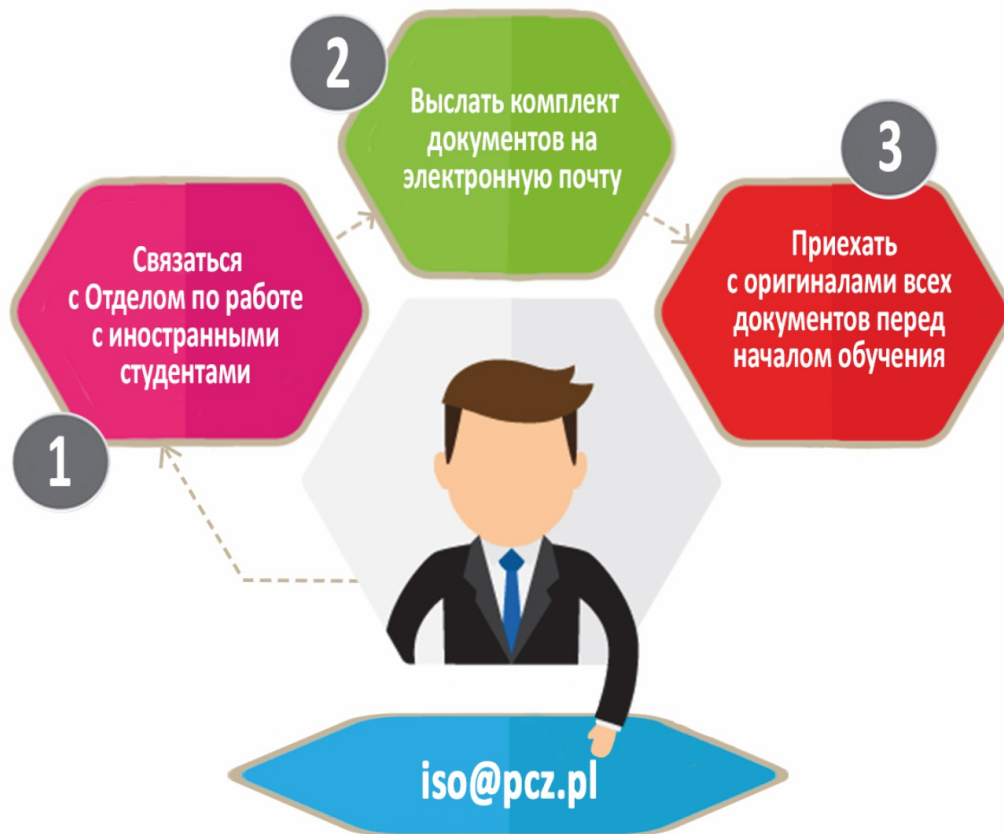 1
Связаться
с Отделом по работе
с иностранными
студентами
2
Выслать комплект
документов на
электронную почту
3
Приехать
с оригиналами всех
документов перед
началом обучения
iso@pcz.pl